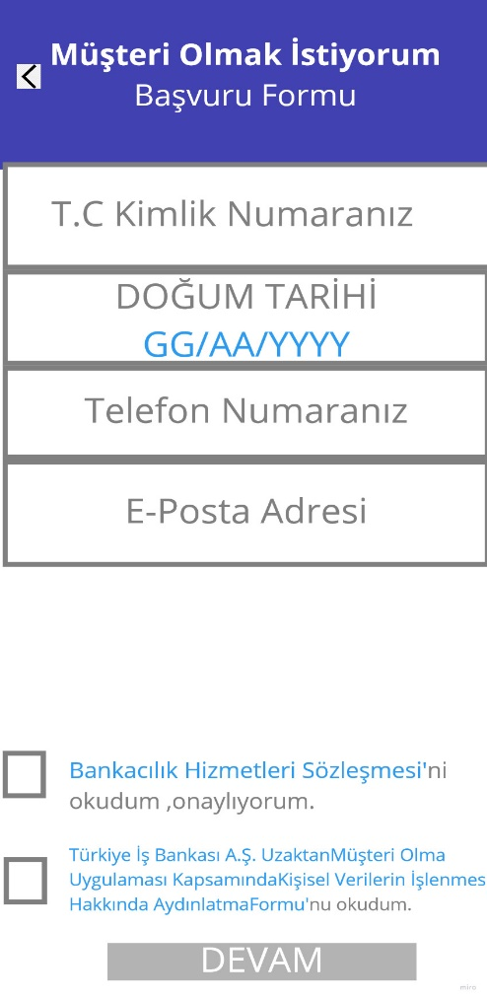 Müşteri Olmak İstiyorum
Başvuru Formu
T.C Kimlik Numaranız
DOĞUM TARİHİ
GG/AA/YYYY
Telefon Numaranız
E-Posta Adresi
Bankacılık Hizmetleri Sözleşmesi'ni
okudum ,onaylıyorum.
Türkiye İş Bankası A.Ş. UzaktanMüşteri Olma
Uygulaması KapsamındaKişisel Verilerin İşlenmes
Hakkında AydınlatmaFormu'nu okudum.
DEVAM
miro